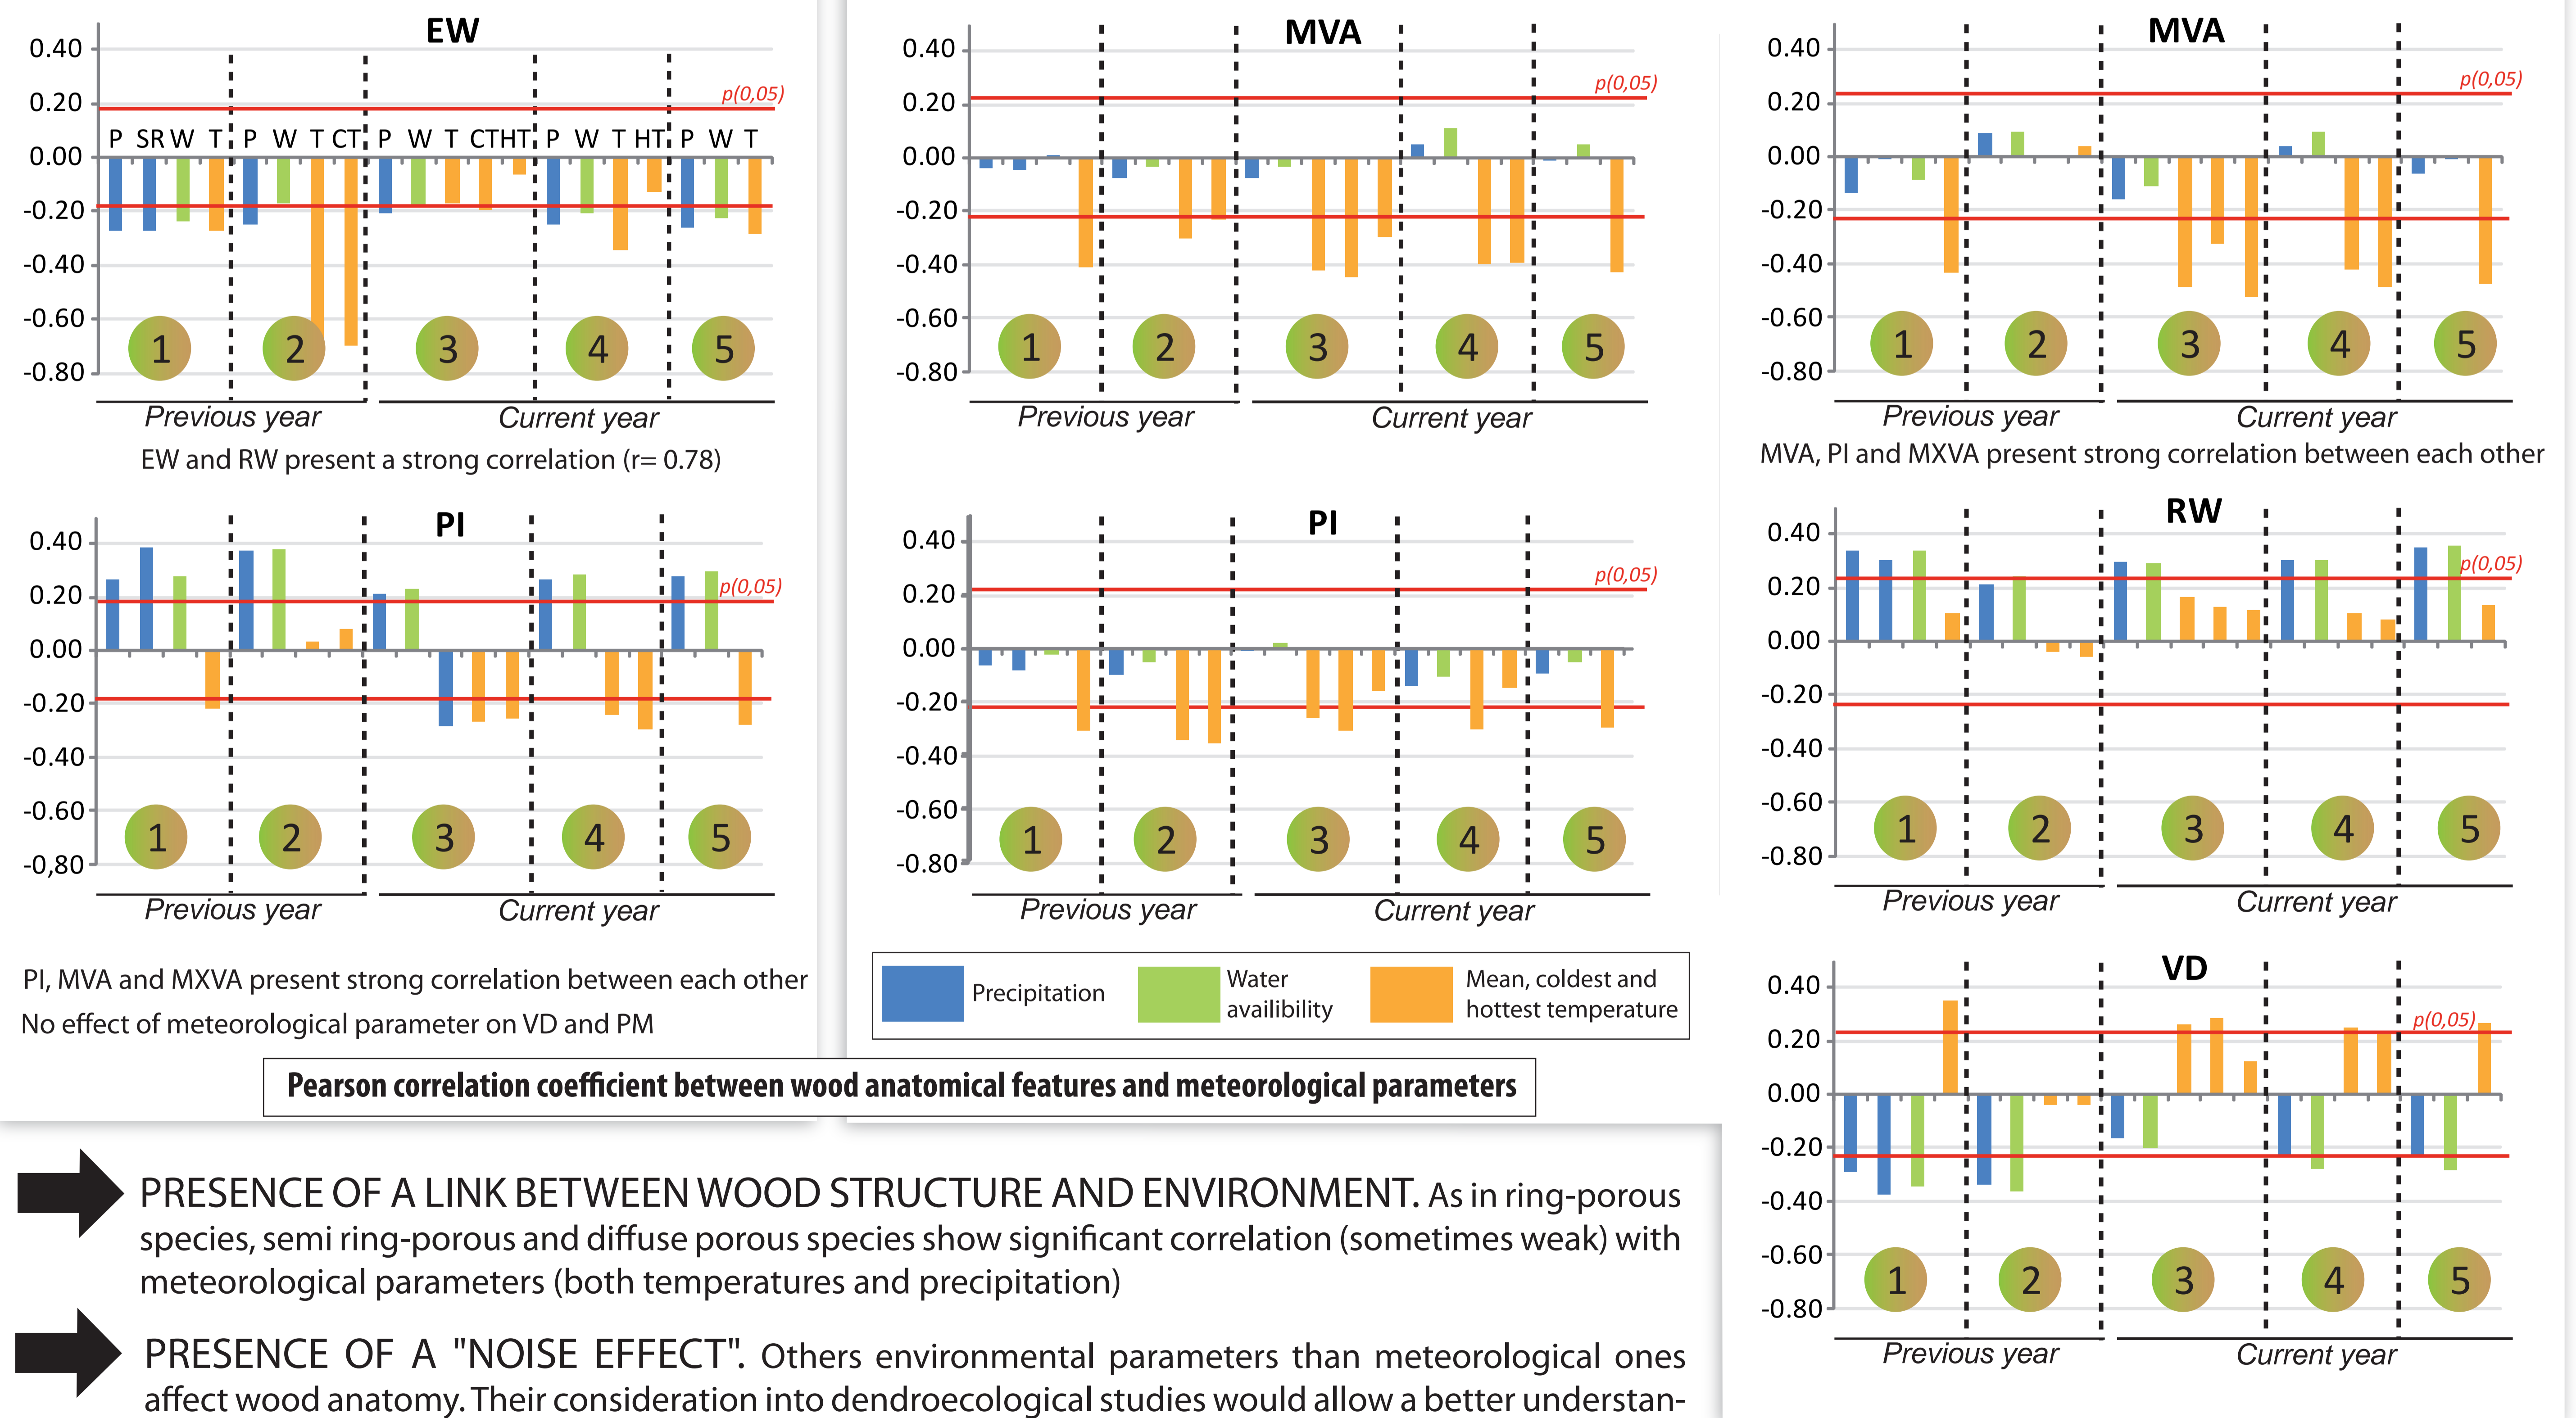 EW
0.40
0.20
0.00
-0.20
-0.40
-0.60
-0.80
p(0,05)
P SR W T P W T CT P W T CT HT P W T HT P W T
1 2 3 4 5
Previous year Current year
EW and RW present a strong correlation (r= 0.78)
PI
0.40
0.20
0.00
-0.20
-0.40
-0.60
-0,80
p(0,05)
1 2 3 4 5
Previous year Current year
PI, MVA and MXVA present strong correlation between each other
No effect of meteorological parameter on VD and PM
MVA
0.40
0.20
0.00
-0.20
-0.40
-0.60
-0.80
p(0,05)
1 2 3 4 5
Previous year Current year
PI
0.40
0.20
0.00
-0.20
-0.40
-0.60
-0.80
p(0,05)
1 2 3 4 5
Previous year Current year
Precipitation
Water
availibility
Mean, coldest and
hottest temperature
MVA
0.40
0.20
0.00
-0.20
-0.40
-0.60
-0.80
p(0,05)
1 2 3 4 5
Previous year Current year
MVA, PI and MXVA present strong correlation between each other
RW
0.40
0.20
0.00
-0.20
-0.40
-0.60
-0.80
p(0,05)
1 2 3 4 5
Previous year Current year
VD
0.40
0.20
0.00
-0.20
-0.40
-0.60
-0.80
p(0,05)
1 2 3 4 5
Previous year Current year
Pearson correlation coefficient between wood anatomical features and meteorological parameters
PRESENCE OF A LINK BETWEEN WOOD STRUCTURE AND ENVIRONMENT. As in ring-porous
species, semi ring-porous and diffuse porous species show significant correlation (sometimes weak) with
meteorological parameters (both temperatures and precipitation)
PRESENCE OF A "NOISE EFFECT". Others environmental parameters than meteorological ones
affect wood anatomy. Their consideration into dendroecological studies would allow a better understan-